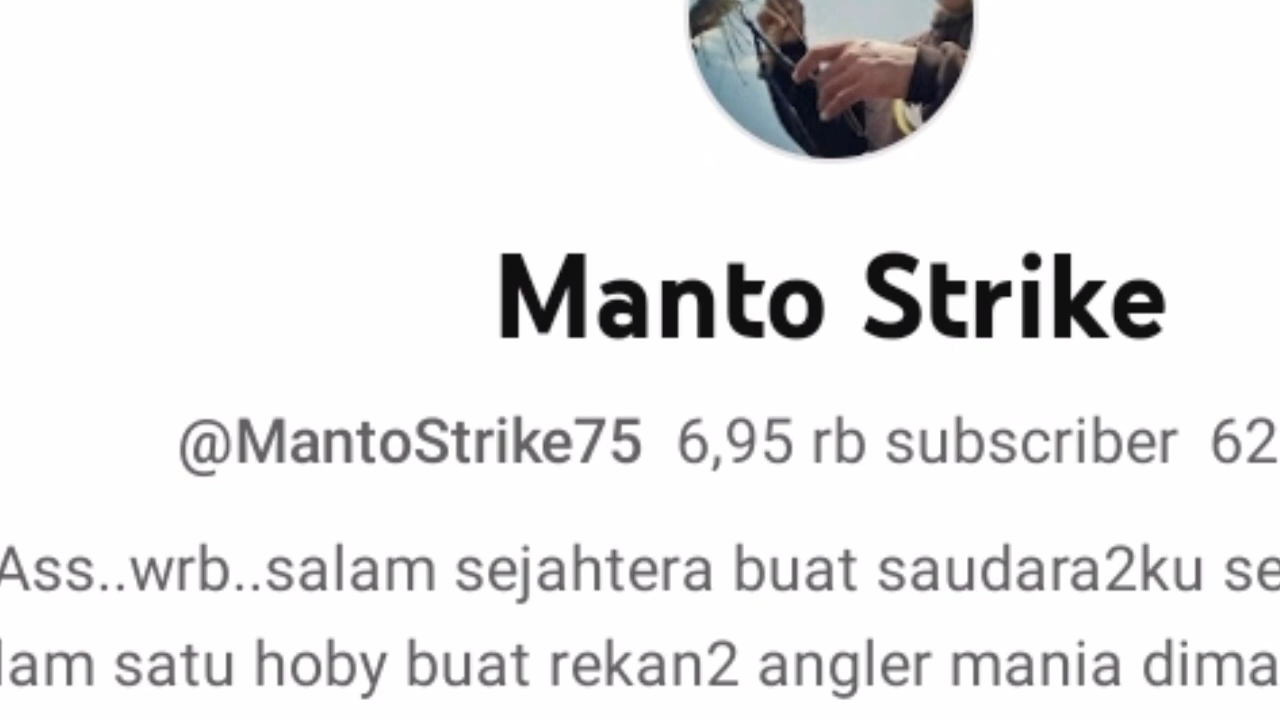 Manto Strike
@MantoStrike75 6,95 rb subscriber 62
Ass..wrb..salam sejahtera buat saudara2ku se
lam satu hoby buat rekan2 angler mania dima